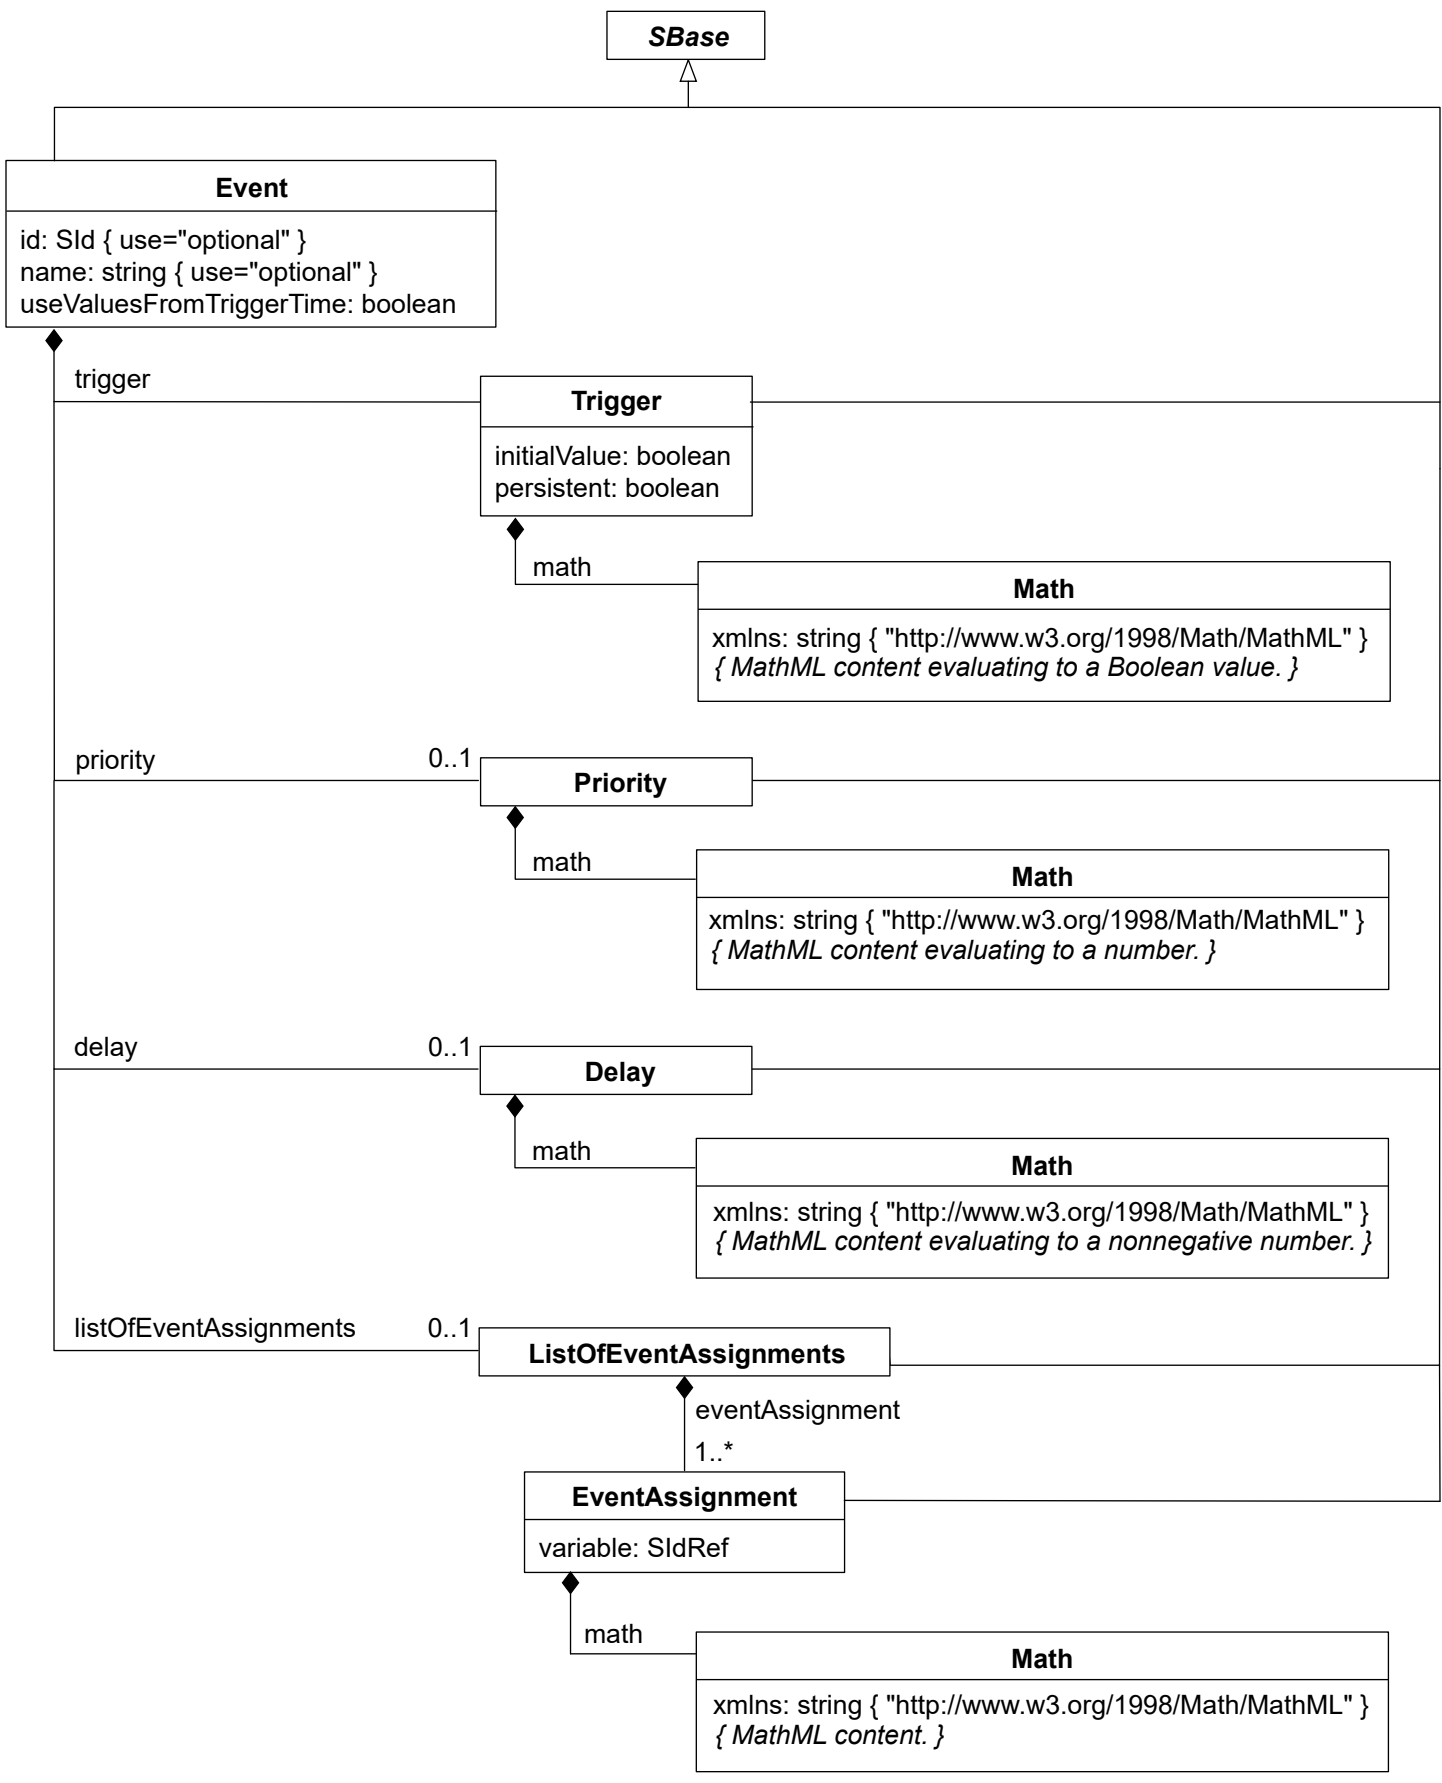 SBase
Event
id: SId { use="optional" }
name: string { use="optional" }
useValuesFromTriggerTime: boolean
trigger
Trigger
initialValue: boolean
persistent: boolean
math
Math
xmlns: string { "http://www.w3.org/1998/Math/MathML" }
{ MathML content evaluating to a Boolean value. }
priority
0..1
Priority
math
Math
xmlns: string { "http://www.w3.org/1998/Math/MathML" }
{ MathML content evaluating to a number. }
delay
0..1
Delay
math
Math
xmlns: string { "http://www.w3.org/1998/Math/MathML" }
{ MathML content evaluating to a nonnegative number. }
listOfEventAssignments
0..1
ListOfEventAssignments
eventAssignment
1..*
EventAssignment
variable: SIdRef
math
Math
xmlns: string { "http://www.w3.org/1998/Math/MathML" }
{ MathML content. }